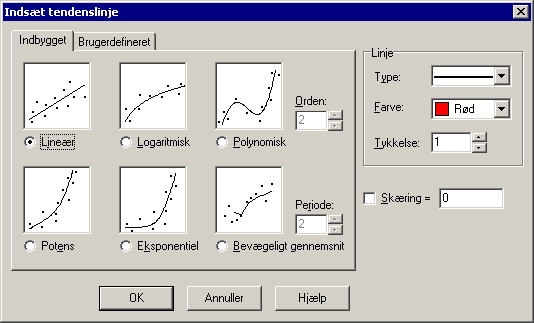 Indsæt tendenslinje
Indbygget
Brugerdefineret
Lineær
Logaritmisk
Polynomisk
Orden:
2
Potens
Eksponentiel
Bevægeligt gennemsnit
Periode:
2
Linje
Type:
Farve:
Rød
Tykkelse:
1
Skæring =
0
OK
Annuller
Hjælp